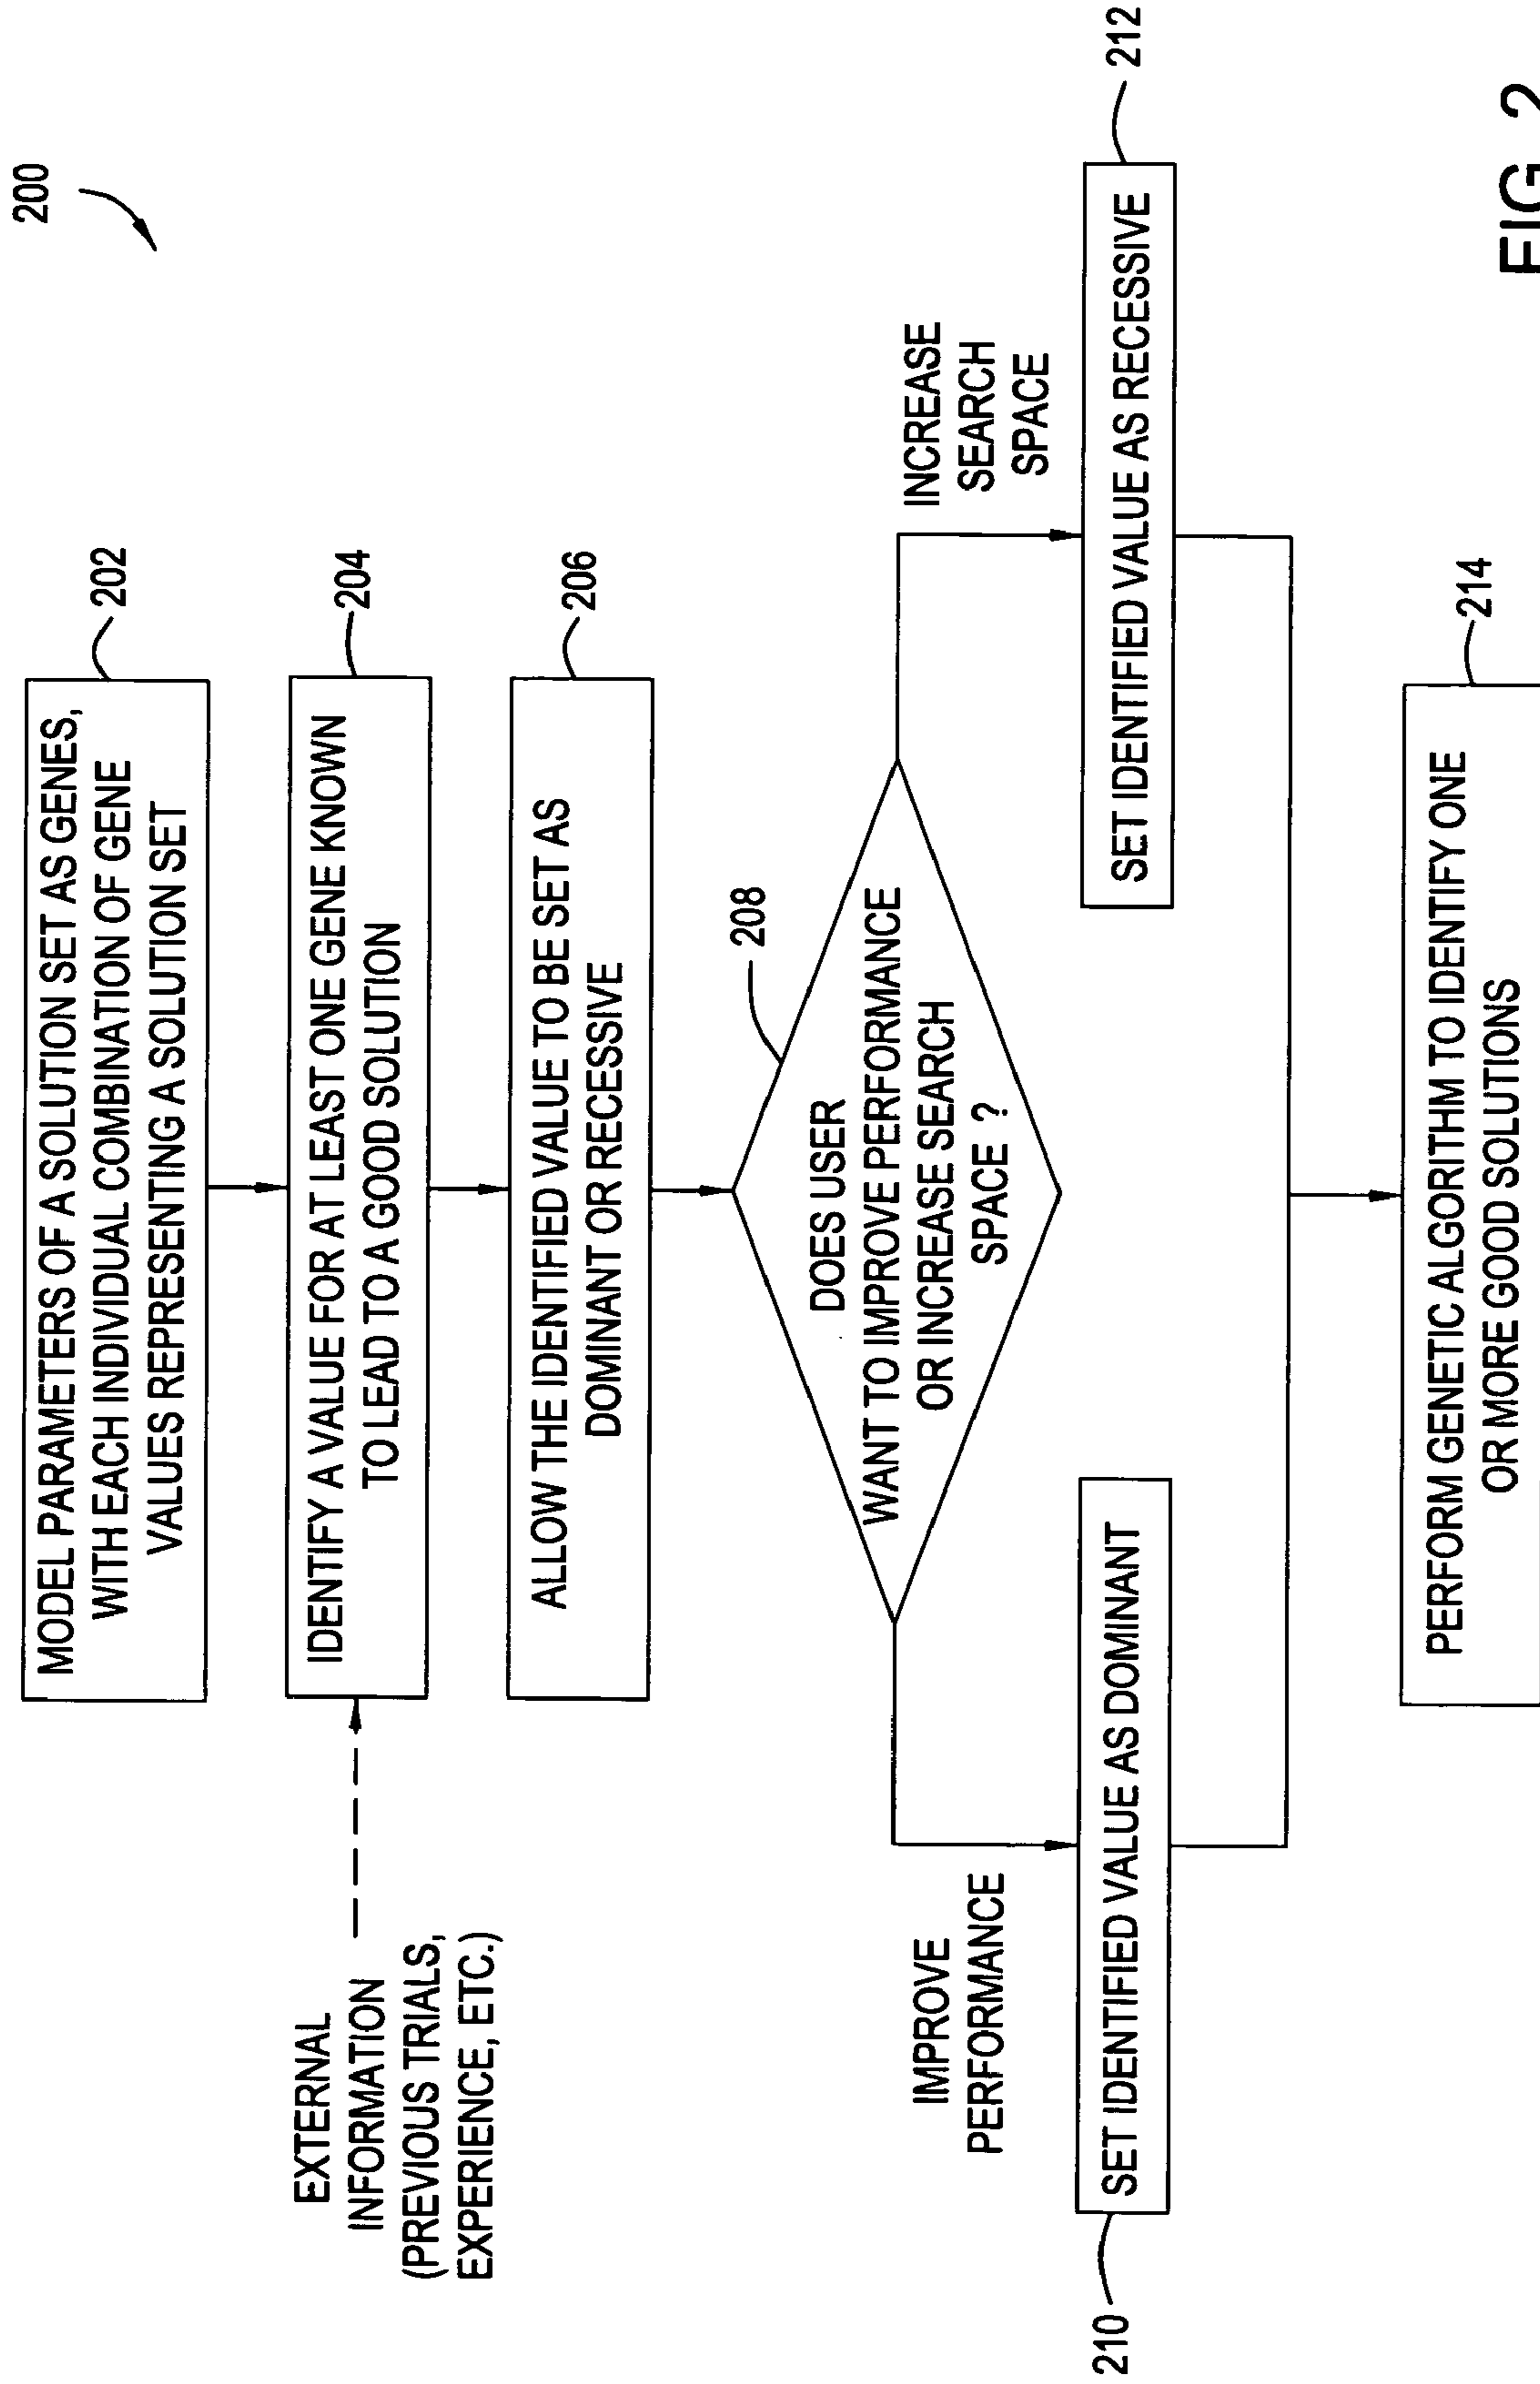 200
MODEL PARAMETERS OF A SOLUTION SET AS GENES,
WITH EACH INDIVIDUAL COMBINATION OF GENE
VALUES REPRESENTING A SOLUTION SET
202
EXTERNAL
INFORMATION
(PREVIOUS TRIALS,
EXPERIENCE, ETC.)
IDENTIFY A VALUE FOR AT LEAST ONE GENE KNOWN
TO LEAD TO A GOOD SOLUTION
204
ALLOW THE IDENTIFIED VALUE TO BE SET AS
DOMINANT OR RECESSIVE
206
208
DOES USER
WANT TO IMPROVE PERFORMANCE
OR INCREASE SEARCH
SPACE ?
IMPROVE
PERFORMANCE
INCREASE
SEARCH
SPACE
210
SET IDENTIFIED VALUE AS DOMINANT
SET IDENTIFIED VALUE AS RECESSIVE
212
PERFORM GENETIC ALGORITHM TO IDENTIFY ONE
OR MORE GOOD SOLUTIONS
214
FIG. 2